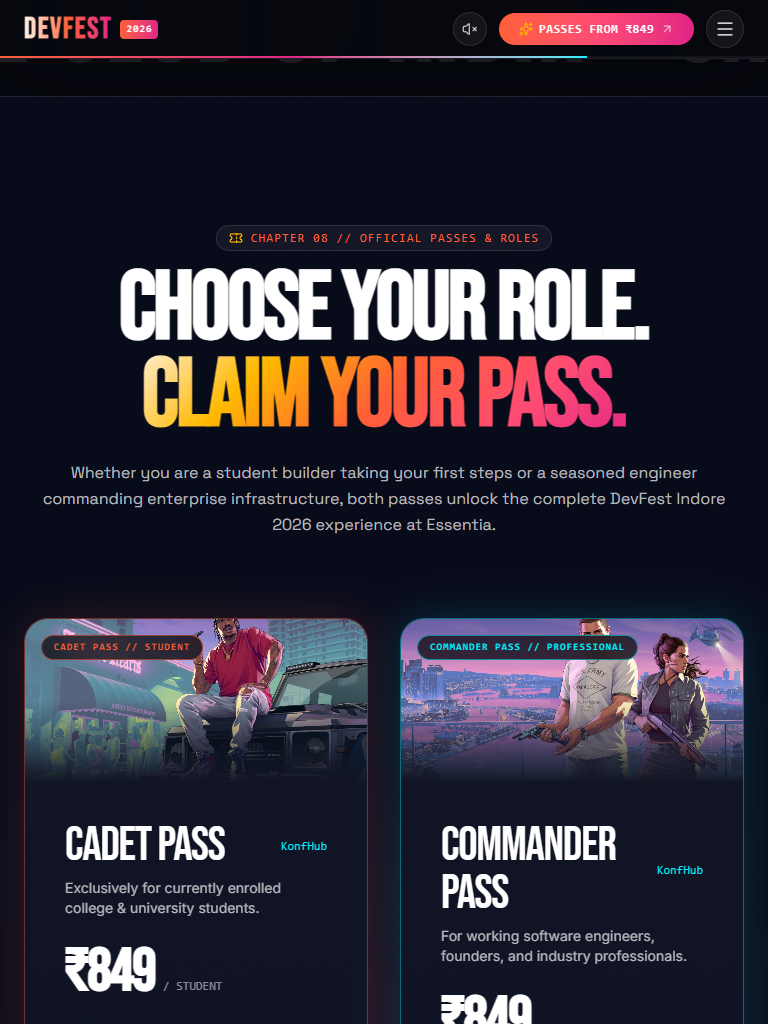 DEVFEST 2026
PASSES FROM ₹849
CHAPTER 08 // OFFICIAL PASSES & ROLES
CHOOSE YOUR ROLE.
CLAIM YOUR PASS.
Whether you are a student builder taking your first steps or a seasoned engineer
commanding enterprise infrastructure, both passes unlock the complete DevFest Indore
2026 experience at Essentia.
CADET PASS // STUDENT
CADET PASS
KonfHub
Exclusively for currently enrolled
college & university students.
₹849 / STUDENT
COMMANDER PASS // PROFESSIONAL
COMMANDER
PASS
KonfHub
For working software engineers,
founders, and industry professionals.
₹849